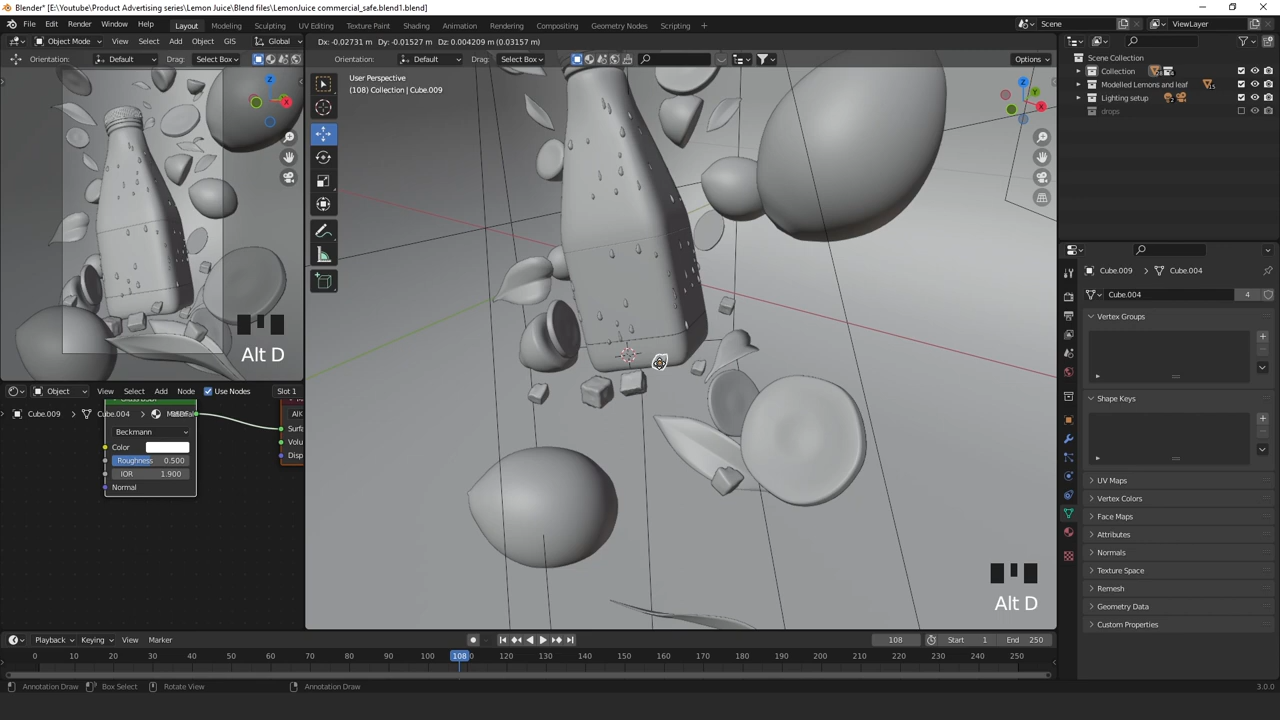 Blender* [E:\Youtube\Product Advertising series\Lemon Juice\Blend files\LemonJuice commercial_safe.blend1.blend]
File Edit Render Window Help Layout Modeling Sculpting UV Editing Texture Paint Shading Animation Rendering Compositing Geometry Nodes Scene ViewLayer
Object Mode View Select Add Object GIS Global Dx: -0.02731 m Dy: -0.01527 m Dz: 0.004209 m (0.03157 m)
Orientation: Default Drag: Select Box Orientation: Default Drag: Select Box Options
User Perspective
(108) Collection | Cube.009
Z
X
Z
Y
X
Scene Collection
Collection
Modelled Lemons and leaf 15
Lighting setup 2
drops
Alt D
Alt D
Object View Select Add Node Use Nodes Slot 1
Cube.009 Cube.004
Beckmann
Color
Roughness 0.500
IOR 1.900
Normal
Surfa
Volu
Disp
Cube.009 Cube.004
Cube.004 4
Vertex Groups
Shape Keys
UV Maps
Vertex Colors
Face Maps
Attributes
Normals
Texture Space
Remesh
Geometry Data
Custom Properties
Playback Keying View Marker 108 Start 1 End 250
0 10 20 30 40 50 60 70 80 90 100 108 120 130 140 150 160 170 180 190 200 210 220 230 240 250
Annotation Draw Box Select Rotate View Annotation Draw 3.0.0